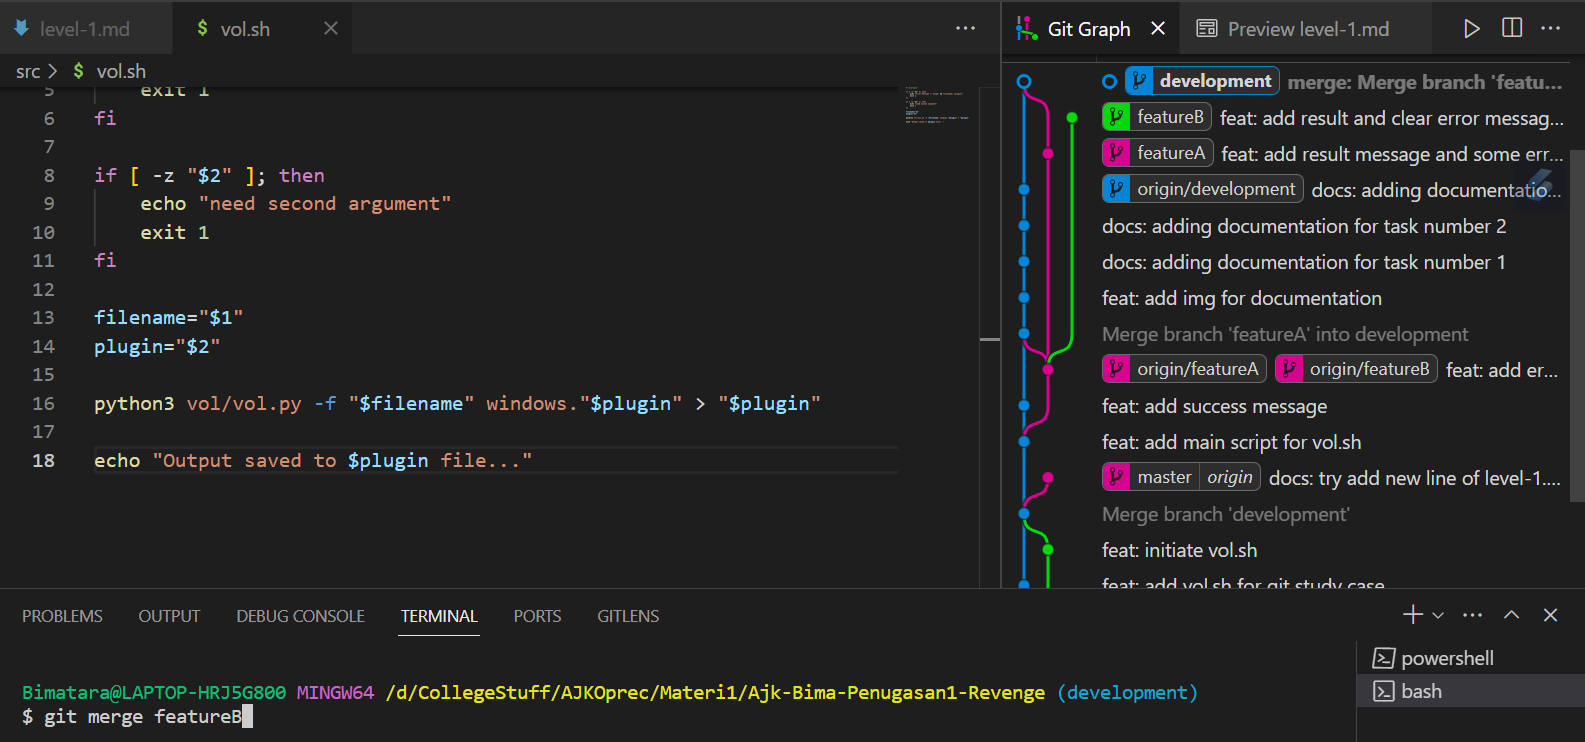 level-1.md
$ vol.sh
src > $ vol.sh
5 exit 1
6 fi
7
8 if [ -z "$2" ]; then
9 echo "need second argument"
10 exit 1
11 fi
12
13 filename="$1"
14 plugin="$2"
15
16 python3 vol/vol.py -f "$filename" windows."$plugin" > "$plugin"
17
18 echo "Output saved to $plugin file..."
Git Graph
Preview level-1.md
development merge: Merge branch 'featu...
featureB feat: add result and clear error messag...
featureA feat: add result message and some err...
origin/development docs: adding documentatio...
docs: adding documentation for task number 2
docs: adding documentation for task number 1
feat: add img for documentation
Merge branch 'featureA' into development
origin/featureA origin/featureB feat: add er...
feat: add success message
feat: add main script for vol.sh
master origin docs: try add new line of level-1....
Merge branch 'development'
feat: initiate vol.sh
feat: add vol.sh for git study case
PROBLEMS OUTPUT DEBUG CONSOLE TERMINAL PORTS GITLENS
Bimatara@LAPTOP-HRJ5G800 MINGW64 /d/CollegeStuff/AJKOprec/Materi1/Ajk-Bima-Penugasan1-Revenge (development)
$ git merge featureB
powershell
bash